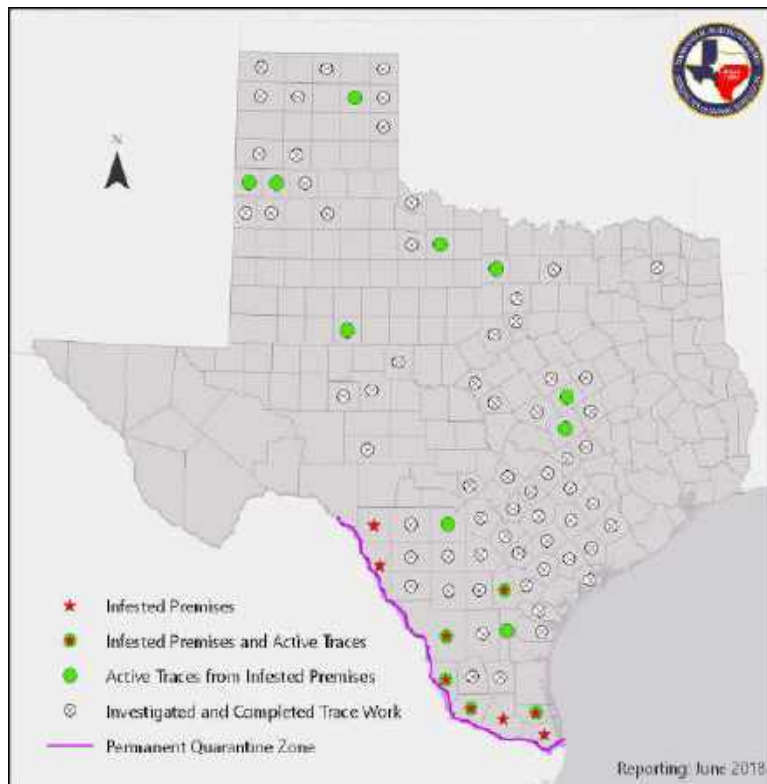 N
Infested Premises
Infested Premises and Active Traces
Active Traces from Infested Premises
Investigated and Completed Trace Work
Permanent Quarantine Zone
Reporting: June 2018